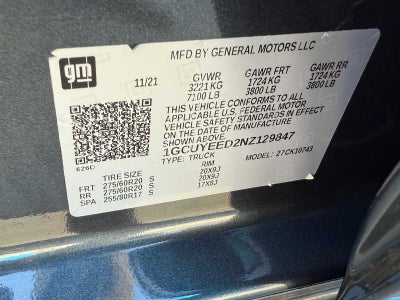 gm
MFD BY GENERAL MOTORS LLC
11/21 GVWR GAWR FRT GAWR RR
3221 KG 1724 KG 1724 KG
7100 LB 3800 LB 3800 LB
THIS VEHICLE CONFORMS TO ALL
APPLICABLE U.S. FEDERAL MOTOR
VEHICLE SAFETY STANDARDS IN EFFECT
ON THE DATE OF MANUFACTURE SHOWN ABOVE.
1GCUYEED2NZ129847
TYPE: TRUCK MODEL: 27CK10743
626D
TIRE SIZE RIM
FRT 275/60R20 S 20X9J
RR 275/60R20 S 20X9J
SPA 255/80R17 S 17X8J